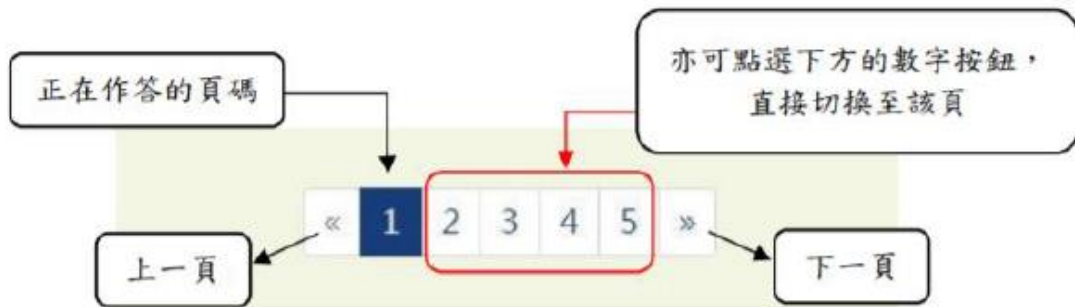 亦可點選下方的數字按鈕，
直接切換至該頁
正在作答的頁碼
« 1 2 3 4 5 »
上一頁
下一頁